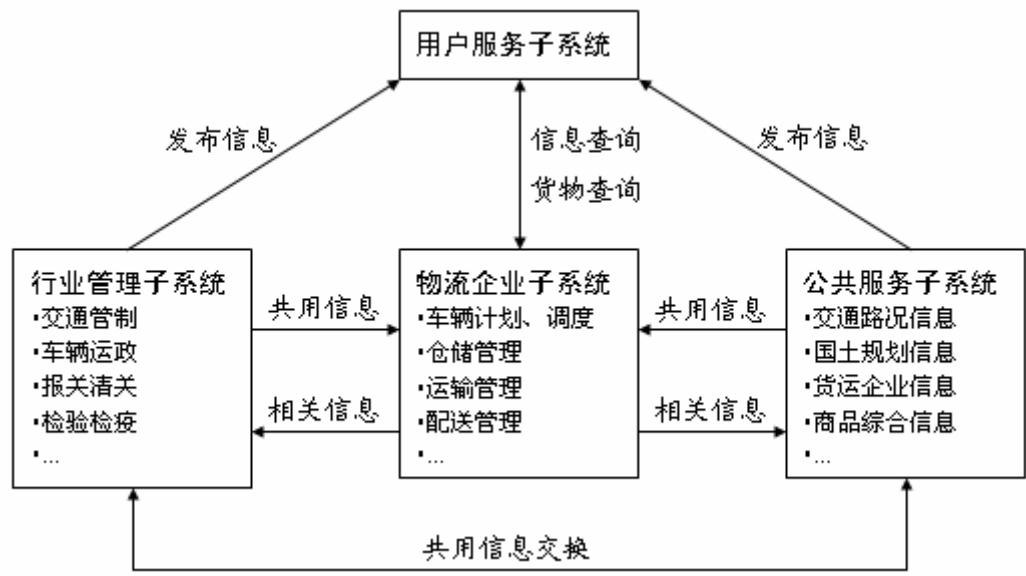 用户服务子系统
发布信息
信息查询
货物查询
发布信息
行业管理子系统
·交通管制
·车辆运政
·报关清关
·检验检疫
·...
共用信息
相关信息
物流企业子系统
·车辆计划、调度
·仓储管理
·运输管理
·配送管理
·...
共用信息
相关信息
公共服务子系统
·交通路况信息
·国土规划信息
·货运企业信息
·商品综合信息
·...
共用信息交换